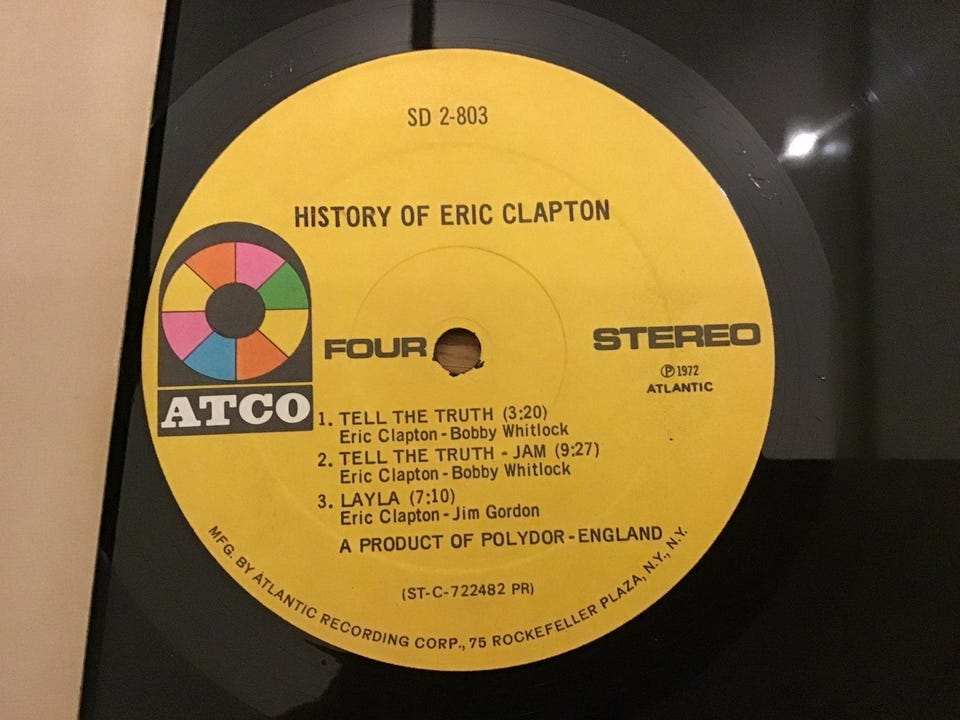 SD 2-803
HISTORY OF ERIC CLAPTON
FOUR
STEREO
℗ 1972
ATLANTIC
ATCO
1. TELL THE TRUTH (3:20)
Eric Clapton - Bobby Whitlock
2. TELL THE TRUTH - JAM (9:27)
Eric Clapton - Bobby Whitlock
3. LAYLA (7:10)
Eric Clapton - Jim Gordon
A PRODUCT OF POLYDOR - ENGLAND
(ST-C-722482 PR)
MFG. BY ATLANTIC RECORDING CORP., 75 ROCKEFELLER PLAZA, N.Y., N.Y.